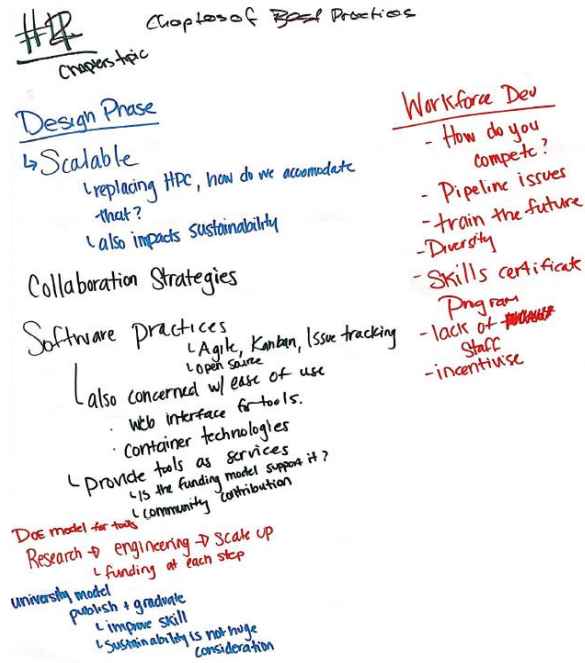 #2
Chapters of Best Practices
Chapters topic
Design Phase
↳ Scalable
replacing HPC, how do we accomodate
that?
also impacts sustainability
Collaboration Strategies
Software practices
Agile, Kanban, Issue tracking
open source
also concerned w/ ease of use
· web interface for tools.
· container technologies
provide tools as services
Is the funding model support it?
community contribution
DOE model for tools
Research → engineering → Scale up
funding at each step
university model
publish + graduate
improve skill
sustainability is not huge
consideration
Workforce Dev
- How do you
compete?
- Pipeline issues
- train the future
- Diversity
- Skills certificate
Program
- lack of
Staff
- incentivise